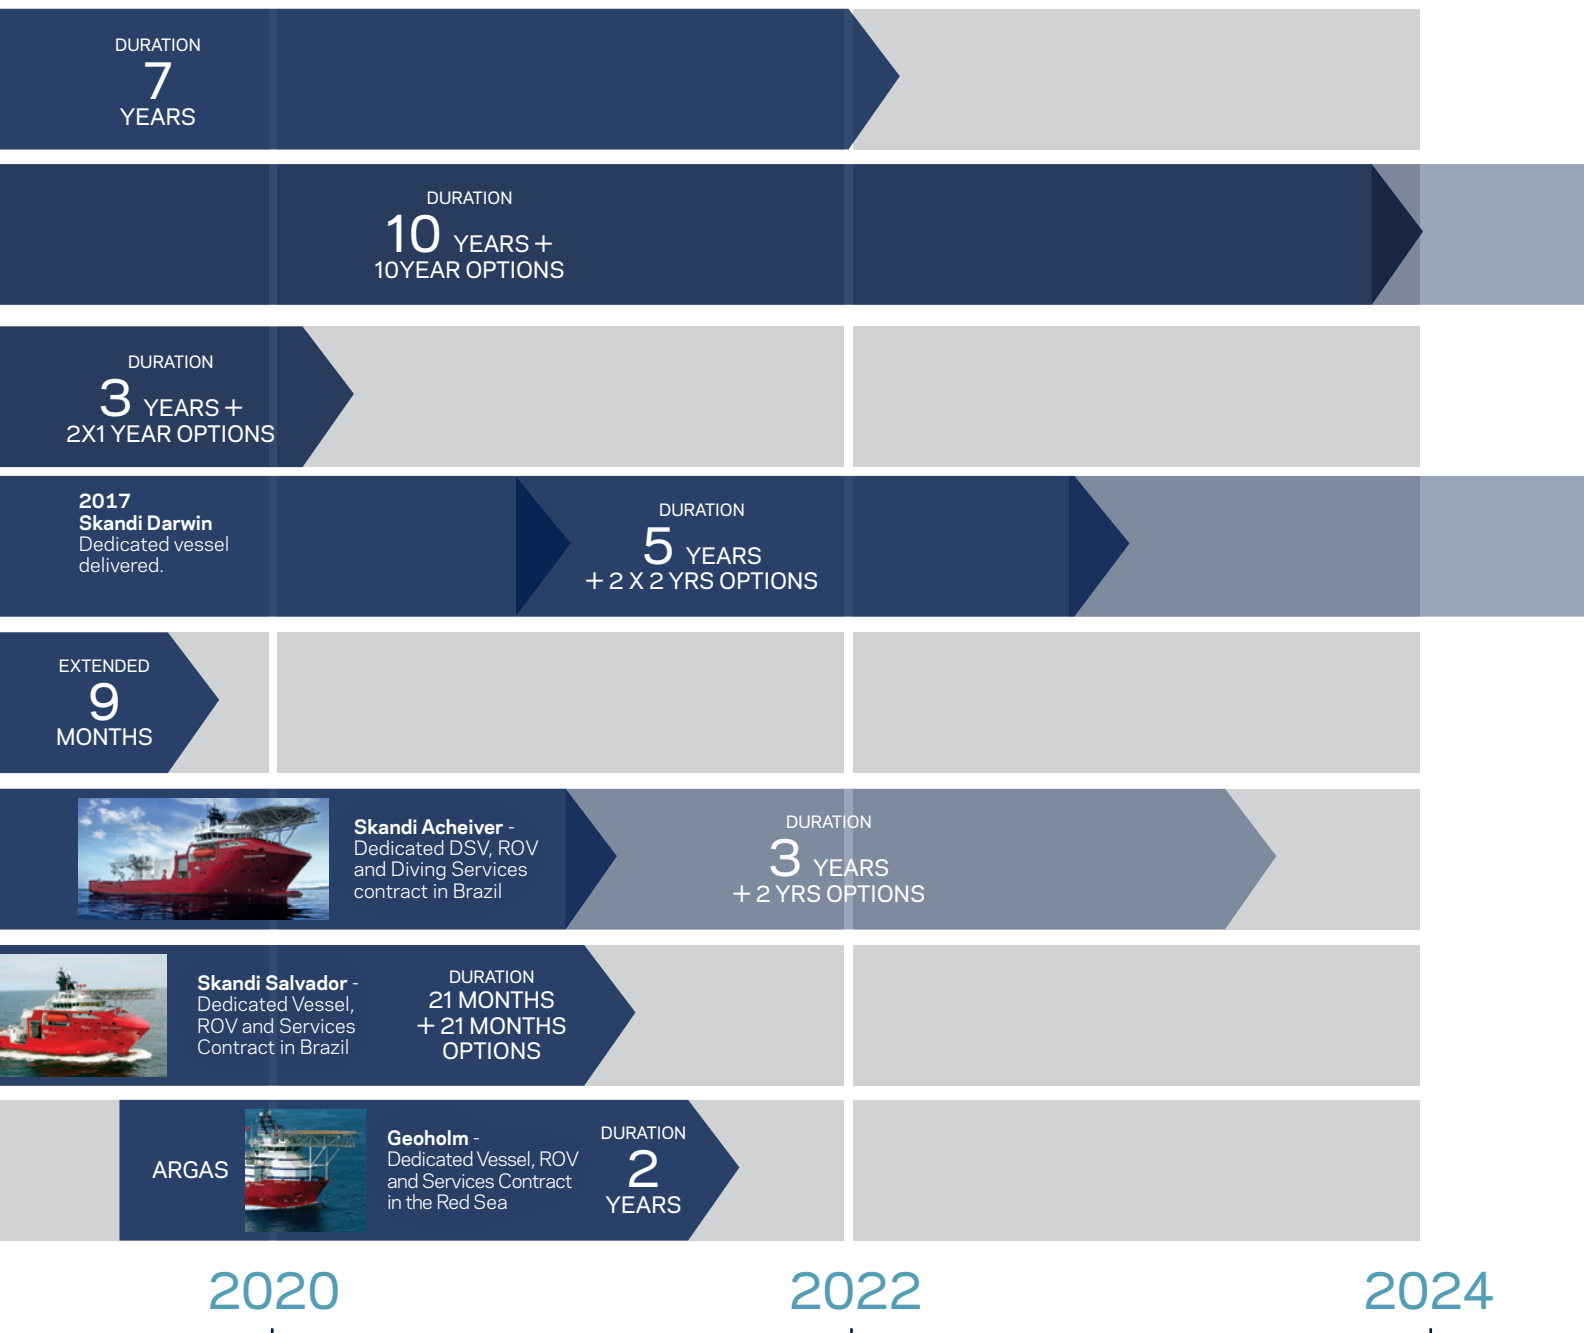 DURATION
7
YEARS
DURATION
10 YEARS +
10YEAR OPTIONS
DURATION
3 YEARS +
2X1 YEAR OPTIONS
2017
Skandi Darwin
Dedicated vessel
delivered.
DURATION
5 YEARS
+ 2 X 2 YRS OPTIONS
EXTENDED
9
MONTHS
Skandi Acheiver -
Dedicated DSV, ROV
and Diving Services
contract in Brazil
DURATION
3 YEARS
+ 2 YRS OPTIONS
Skandi Salvador -
Dedicated Vessel,
ROV and Services
Contract in Brazil
DURATION
21 MONTHS
+ 21 MONTHS
OPTIONS
ARGAS
Geoholm -
Dedicated Vessel, ROV
and Services Contract
in the Red Sea
DURATION
2
YEARS
2020
2022
2024